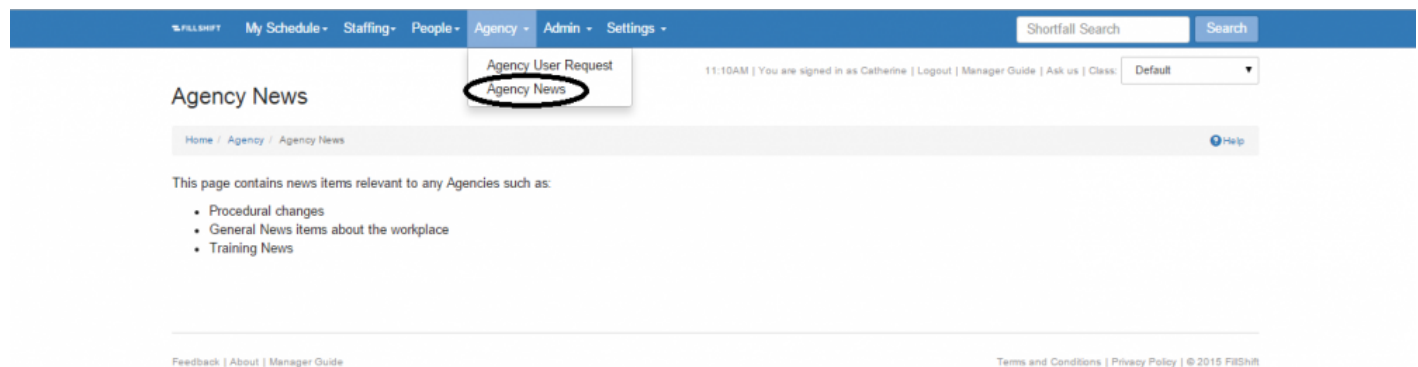 FILLSHIFT My Schedule Staffing People Agency Admin Settings Shortfall Search Search
Agency User Request
Agency News
11:10AM | You are signed in as Catherine | Logout | Manager Guide | Ask us | Class: Default
Agency News
Home / Agency / Agency News Help
This page contains news items relevant to any Agencies such as:
• Procedural changes
• General News items about the workplace
• Training News
Feedback | About | Manager Guide Terms and Conditions | Privacy Policy | © 2015 FillShift